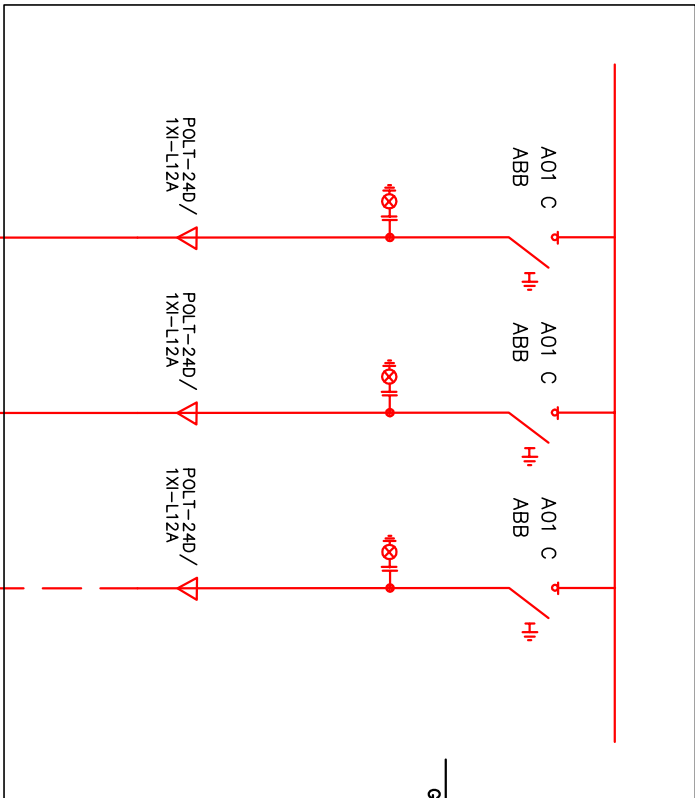 A01 C
ABB
POLT-24D/
1XI-L12A
A01 C
ABB
POLT-24D/
1XI-L12A
A01 C
ABB
POLT-24D/
1XI-L12A
G